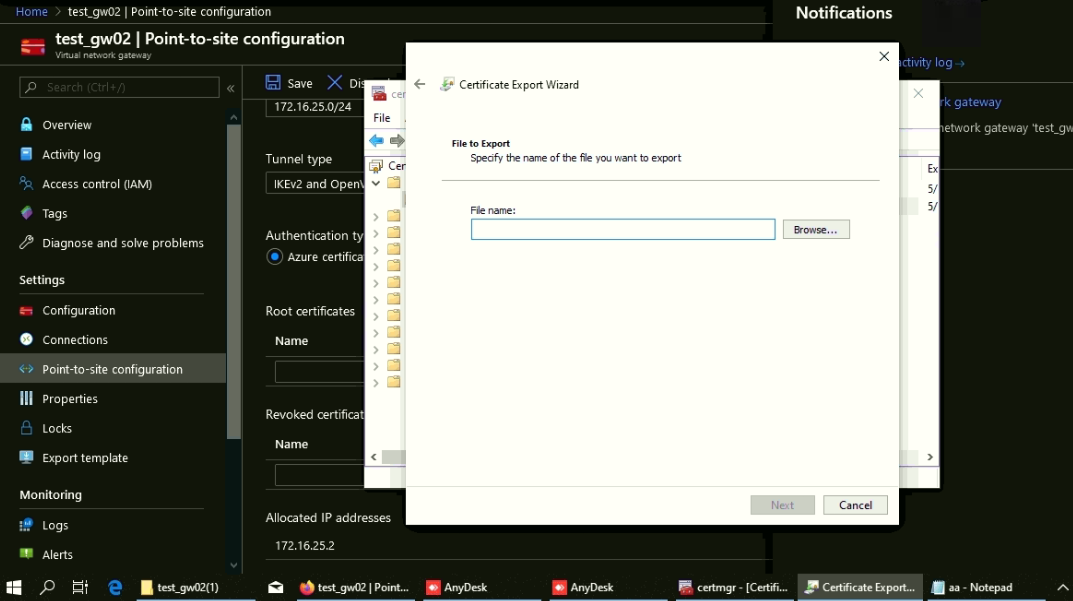 Home > test_gw02 | Point-to-site configuration
test_gw02 | Point-to-site configuration
Virtual network gateway
Search (Ctrl+/)
«
Overview
Activity log
Access control (IAM)
Tags
Diagnose and solve problems
Settings
Configuration
Connections
Point-to-site configuration
Properties
Locks
Export template
Monitoring
Logs
Alerts
Save
Dis
172.16.25.0/24
Tunnel type
IKEv2 and OpenV
Authentication ty
Azure certifica
Root certificates
Name
Revoked certificat
Name
Allocated IP addresses
172.16.25.2
cer
File
Cer
Ex
5/
5/
Certificate Export Wizard
File to Export
Specify the name of the file you want to export
File name:
Browse...
Next
Cancel
Notifications
activity log →
rk gateway
network gateway 'test_gw
test_gw02(1)
test_gw02 | Point...
AnyDesk
AnyDesk
certmgr - [Certifi...
Certificate Export...
aa - Notepad